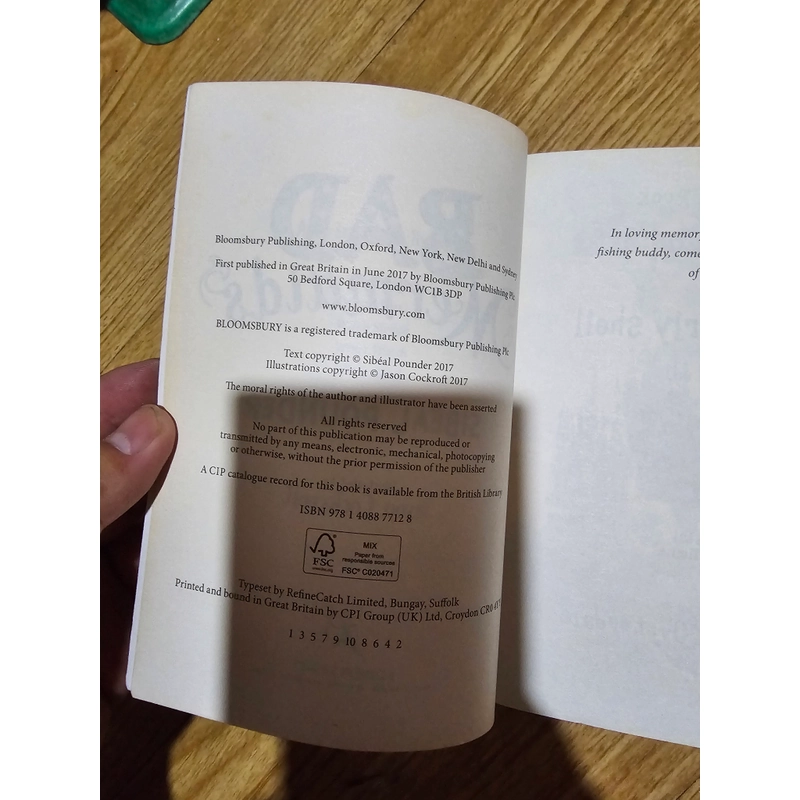 Bloomsbury Publishing, London, Oxford, New York, New Delhi and Sydney
First published in Great Britain in June 2017 by Bloomsbury Publishing Plc
50 Bedford Square, London WC1B 3DP
www.bloomsbury.com
BLOOMSBURY is a registered trademark of Bloomsbury Publishing Plc
Text copyright © Sibéal Pounder 2017
Illustrations copyright © Jason Cockroft 2017
The moral rights of the author and illustrator have been asserted
All rights reserved
No part of this publication may be reproduced or
transmitted by any means, electronic, mechanical, photocopying
or otherwise, without the prior permission of the publisher
A CIP catalogue record for this book is available from the British Library
ISBN 978 1 4088 7712 8
FSC
MIX
Paper from
responsible sources
FSC® C020471
Typeset by RefineCatch Limited, Bungay, Suffolk
Printed and bound in Great Britain by CPI Group (UK) Ltd, Croydon CR0
1 3 5 7 9 10 8 6 4 2
In loving memory
fishing buddy,
of